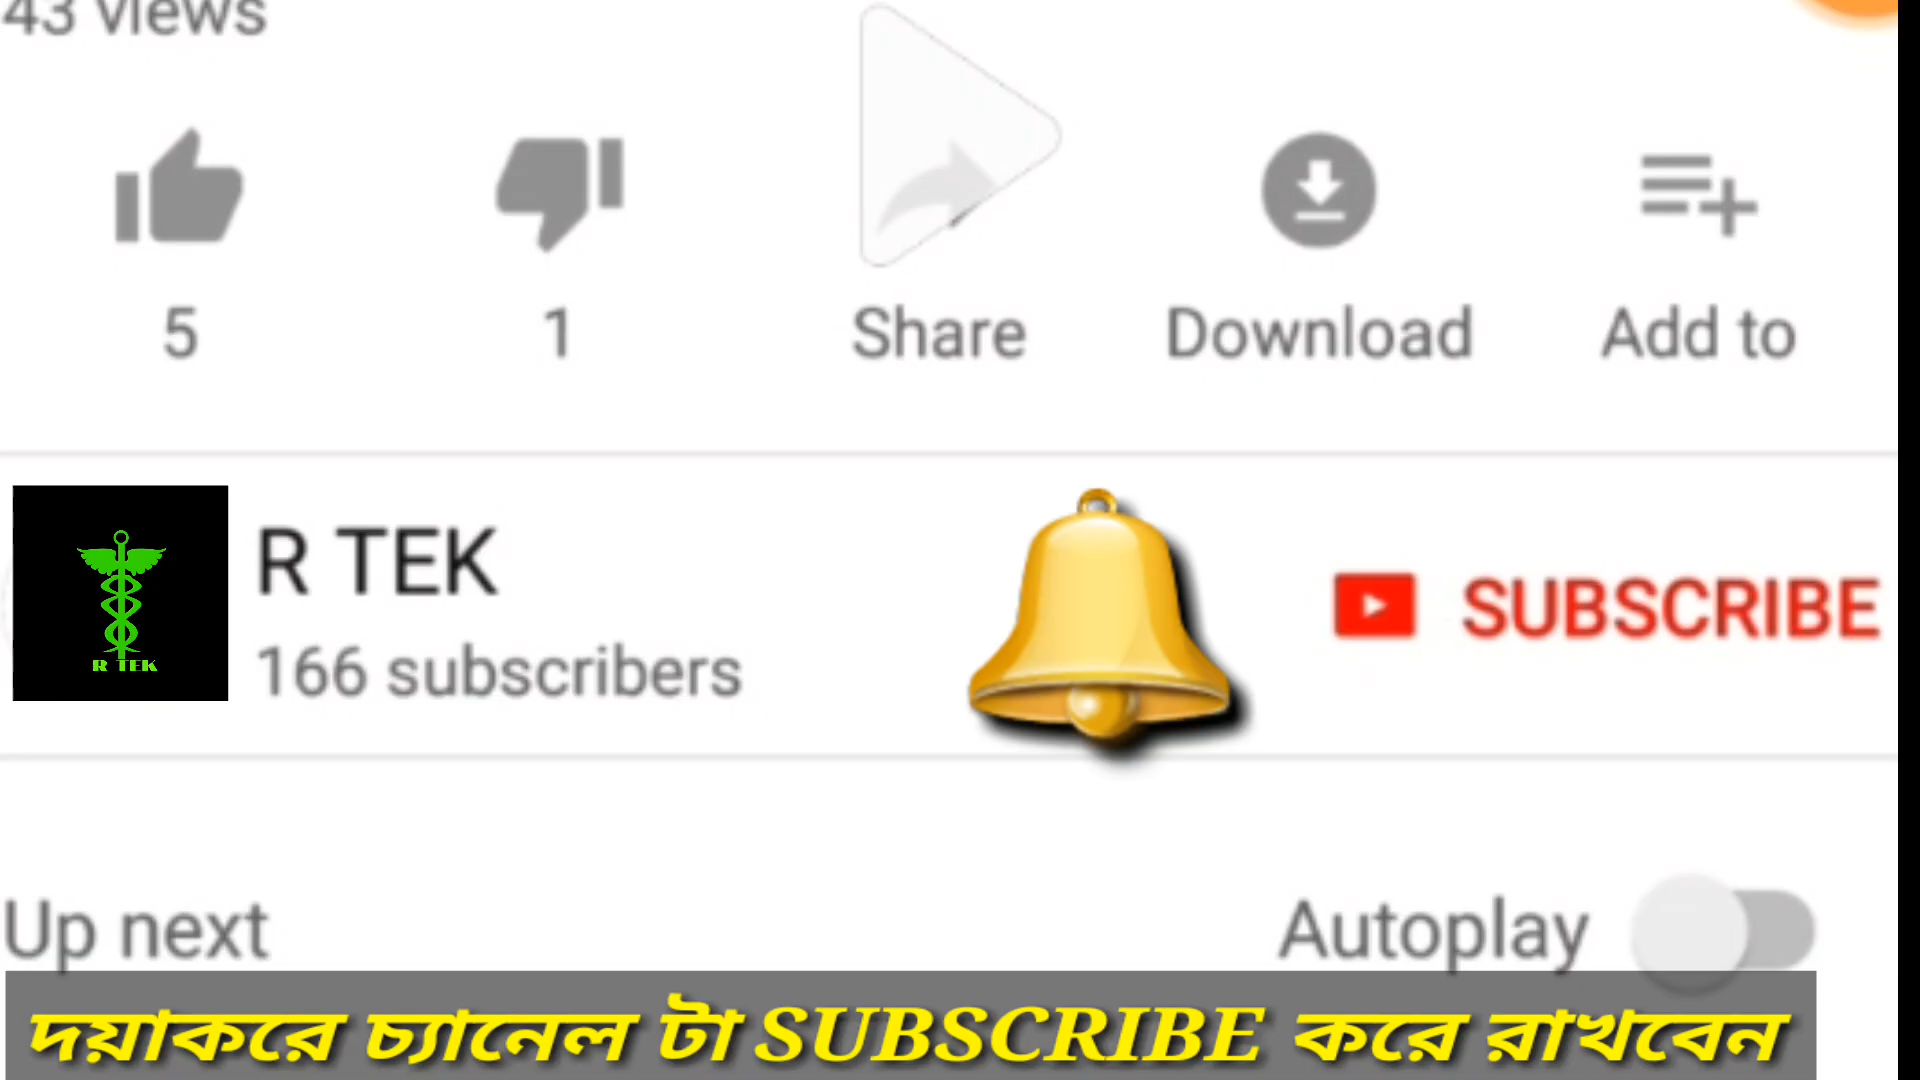 43 views
5 1 Share Download Add to
R TEK
166 subscribers
SUBSCRIBE
R TEK
Up next Autoplay
দয়াকরে চ্যানেল টা SUBSCRIBE করে রাখবেন